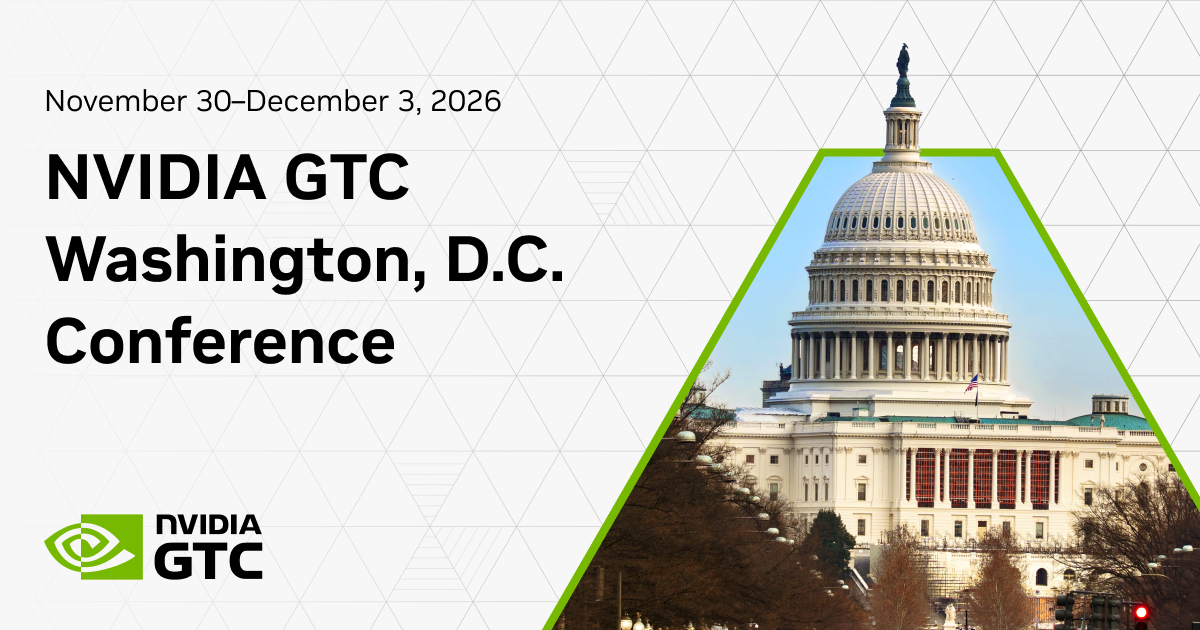 November 30–December 3, 2026
NVIDIA GTC
Washington, D.C.
Conference
NVIDIA
GTC